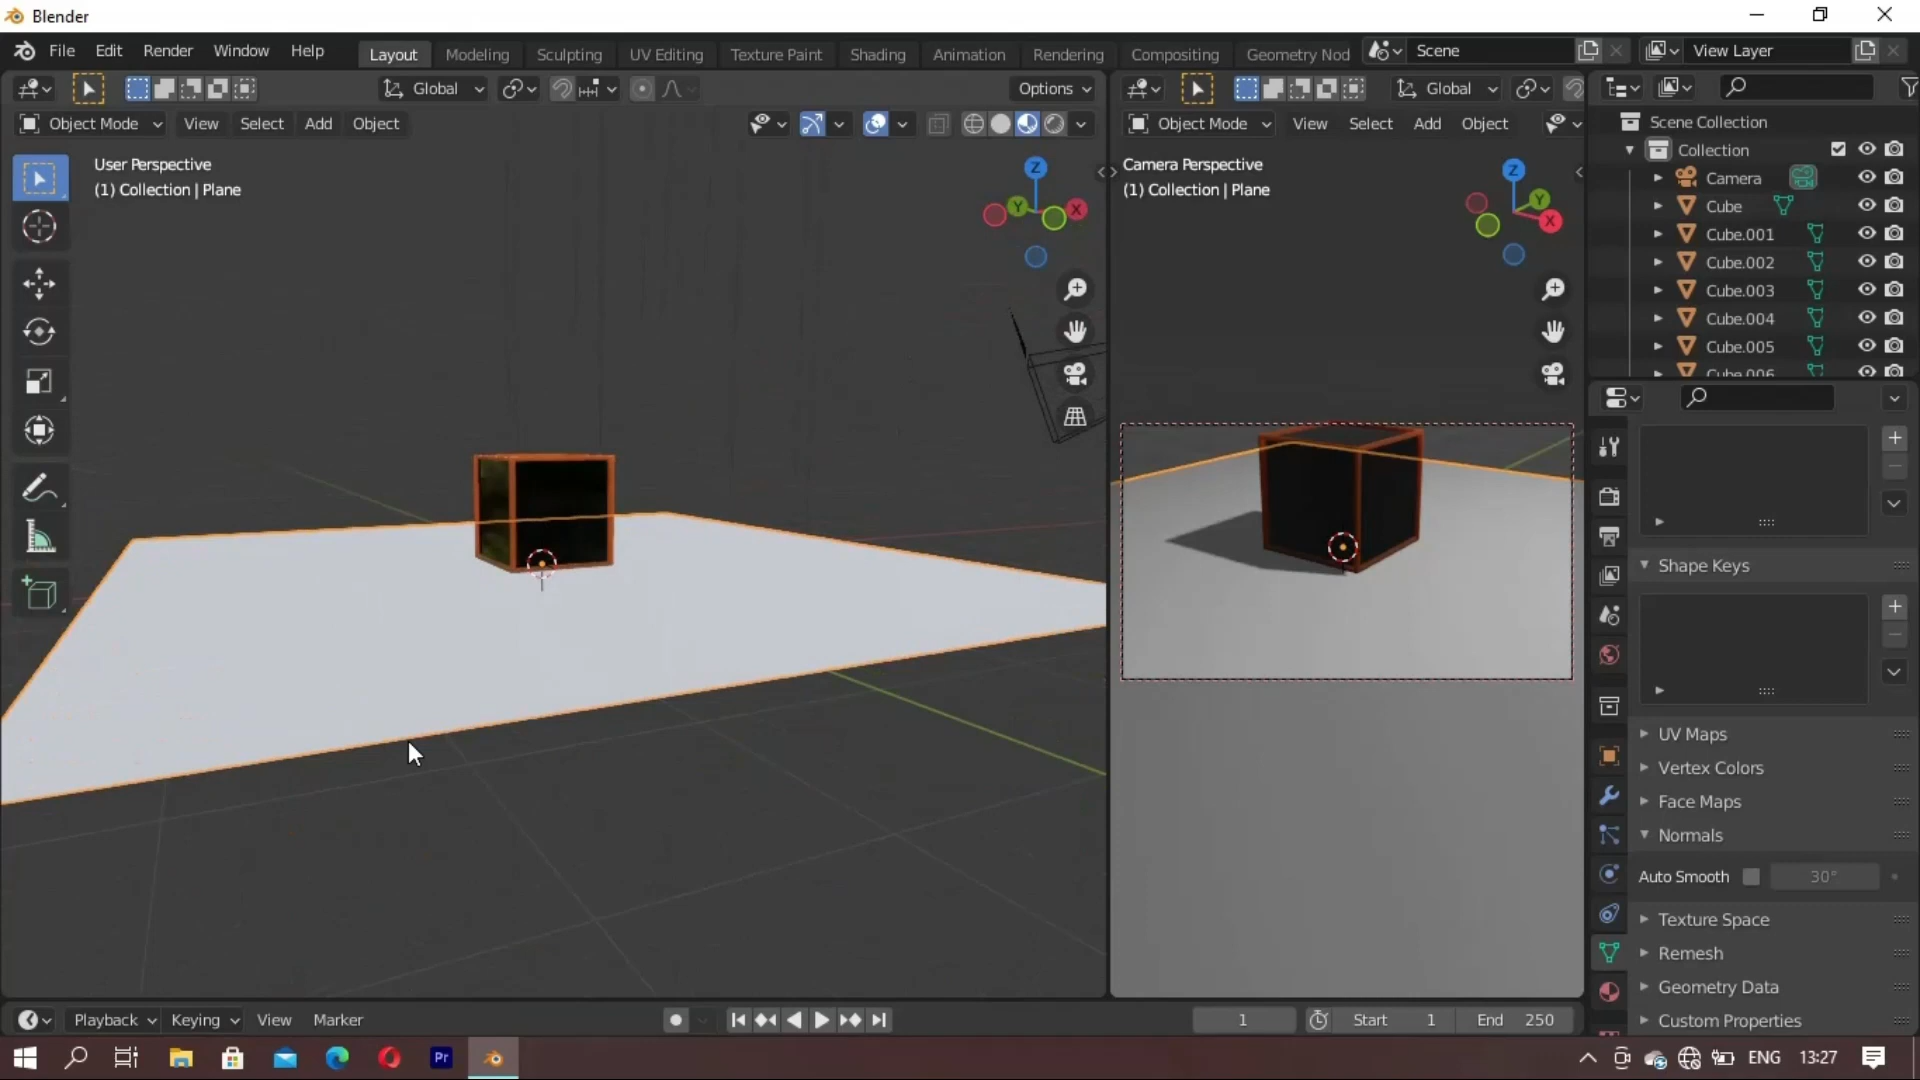 Blender
File Edit Render Window Help
Layout Modeling Sculpting UV Editing Texture Paint Shading Animation Rendering Compositing Geometry Nod
Scene
View Layer
Global
Options
Global
Object Mode View Select Add Object
Object Mode View Select Add Object
User Perspective
(1) Collection | Plane
Z
Y
X
Camera Perspective
(1) Collection | Plane
Z
Y
X
Scene Collection
Collection
Camera
Cube
Cube.001
Cube.002
Cube.003
Cube.004
Cube.005
Cube.006
Shape Keys
UV Maps
Vertex Colors
Face Maps
Normals
Auto Smooth 30°
Texture Space
Remesh
Geometry Data
Custom Properties
Playback Keying View Marker
1
Start 1
End 250
Pr
ENG 13:27